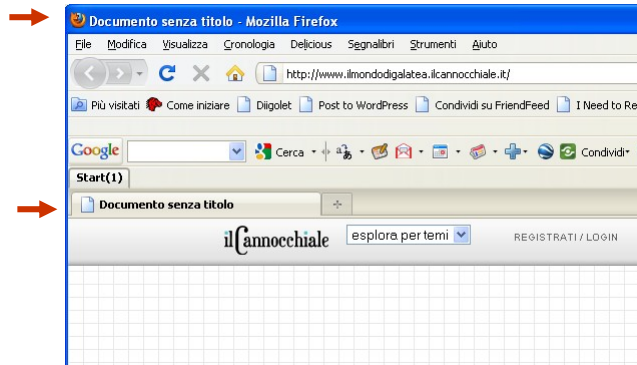 Documento senza titolo - Mozilla Firefox
File Modifica Visualizza Cronologia Delicious Segnalibri Strumenti Aiuto
http://www.ilmondodigalatea.ilcannocchiale.it/
Più visitati Come iniziare Diigolet Post to WordPress Condividi su FriendFeed I Need to Re
Google Cerca Condividi
Start(1)
Documento senza titolo
ilCannocchiale esplora per temi REGISTRATI / LOGIN